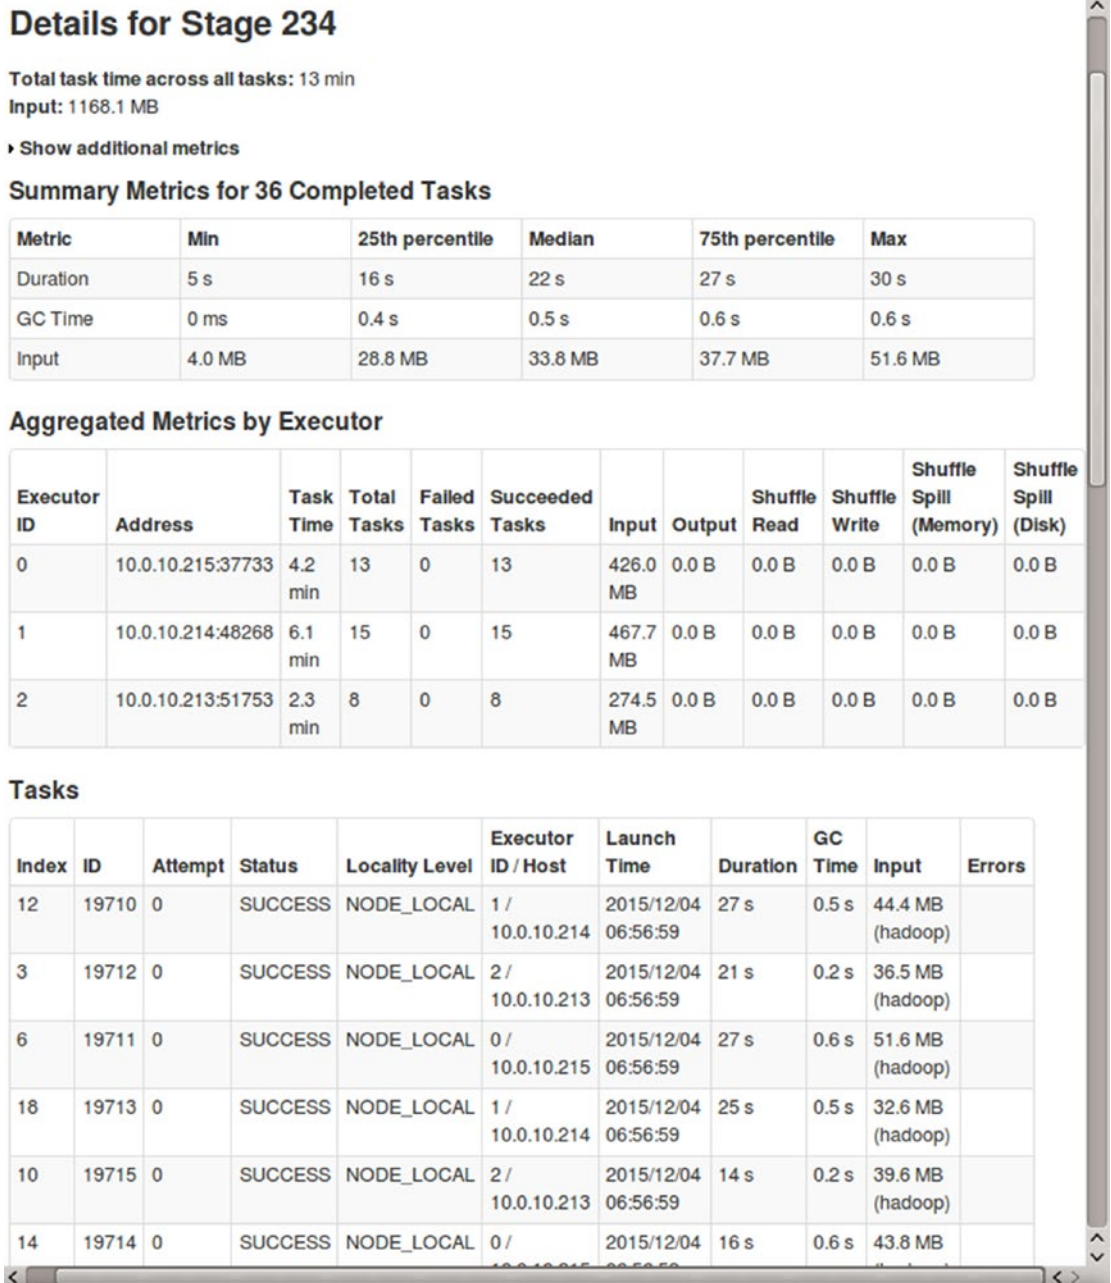 Details for Stage 234
Total task time across all tasks: 13 min
Input: 1168.1 MB
Show additional metrics
Summary Metrics for 36 Completed Tasks
Metric Min 25th percentile Median 75th percentile Max
Duration 5 s 16 s 22 s 27 s 30 s
GC Time 0 ms 0.4 s 0.5 s 0.6 s 0.6 s
Input 4.0 MB 28.8 MB 33.8 MB 37.7 MB 51.6 MB
Aggregated Metrics by Executor
Shuffle Shuffle
Executor Task Total Failed Succeeded Shuffle Shuffle Spill Spill
ID Address Time Tasks Tasks Tasks Input Output Read Write (Memory) (Disk)
0 10.0.10.215:37733 4.2 13 0 13 426.0 0.0 B 0.0 B 0.0 B 0.0 B 0.0 B
min MB
1 10.0.10.214:48268 6.1 15 0 15 467.7 0.0 B 0.0 B 0.0 B 0.0 B 0.0 B
min MB
2 10.0.10.213:51753 2.3 8 0 8 274.5 0.0 B 0.0 B 0.0 B 0.0 B 0.0 B
min MB
Tasks
Executor Launch GC
Index ID Attempt Status Locality Level ID / Host Time Duration Time Input Errors
12 19710 0 SUCCESS NODE_LOCAL 1 / 2015/12/04 27 s 0.5 s 44.4 MB
10.0.10.214 06:56:59 (hadoop)
3 19712 0 SUCCESS NODE_LOCAL 2 / 2015/12/04 21 s 0.2 s 36.5 MB
10.0.10.213 06:56:59 (hadoop)
6 19711 0 SUCCESS NODE_LOCAL 0 / 2015/12/04 27 s 0.6 s 51.6 MB
10.0.10.215 06:56:59 (hadoop)
18 19713 0 SUCCESS NODE_LOCAL 1 / 2015/12/04 25 s 0.5 s 32.6 MB
10.0.10.214 06:56:59 (hadoop)
10 19715 0 SUCCESS NODE_LOCAL 2 / 2015/12/04 14 s 0.2 s 39.6 MB
10.0.10.213 06:56:59 (hadoop)
14 19714 0 SUCCESS NODE_LOCAL 0 / 2015/12/04 16 s 0.6 s 43.8 MB